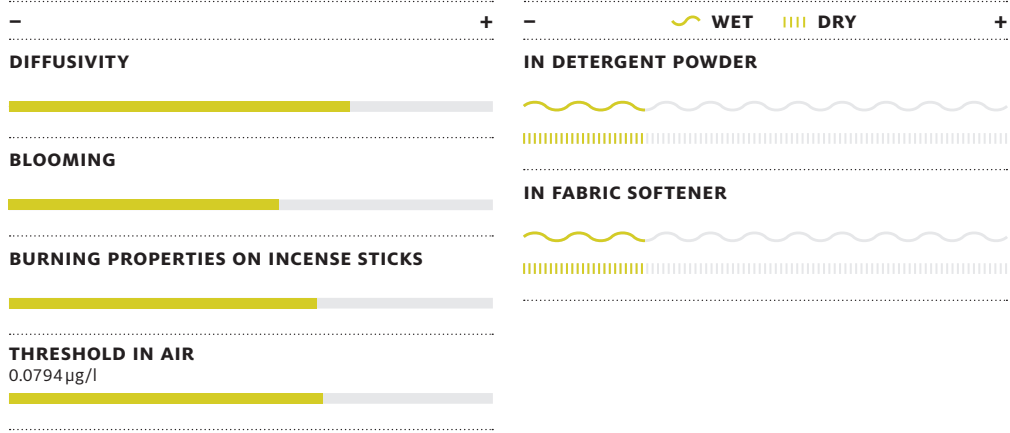 – +
DIFFUSIVITY
BLOOMING
BURNING PROPERTIES ON INCENSE STICKS
THRESHOLD IN AIR
0.0794 µg/l
– WET DRY +
IN DETERGENT POWDER
IN FABRIC SOFTENER